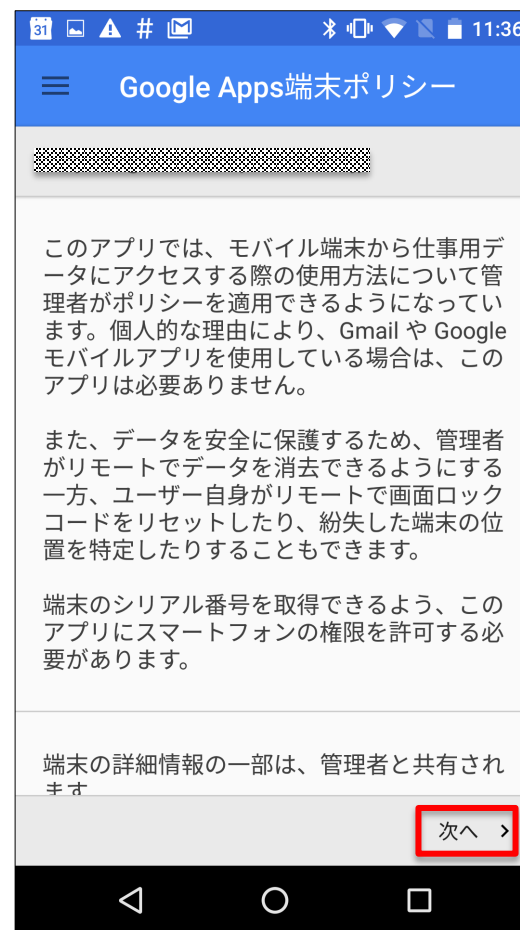 31 # 11:36
Google Apps端末ポリシー
このアプリでは、モバイル端末から仕事用デ
ータにアクセスする際の使用方法について管
理者がポリシーを適用できるようになってい
ます。個人的な理由により、Gmail や Google
モバイルアプリを使用している場合は、この
アプリは必要ありません。
また、データを安全に保護するため、管理者
がリモートでデータを消去できるようにする
一方、ユーザー自身がリモートで画面ロック
コードをリセットしたり、紛失した端末の位
置を特定したりすることもできます。
端末のシリアル番号を取得できるよう、この
アプリにスマートフォンの権限を許可する必
要があります。
端末の詳細情報の一部は、管理者と共有され
ます
次へ